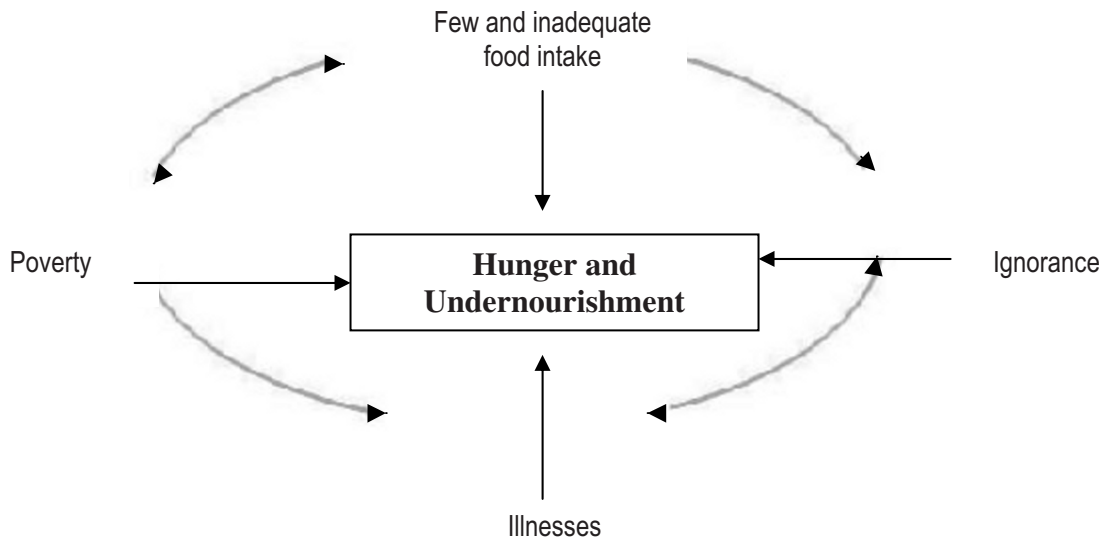 Few and inadequate
food intake
Poverty
Hunger and
Undernourishment
Ignorance
Illnesses